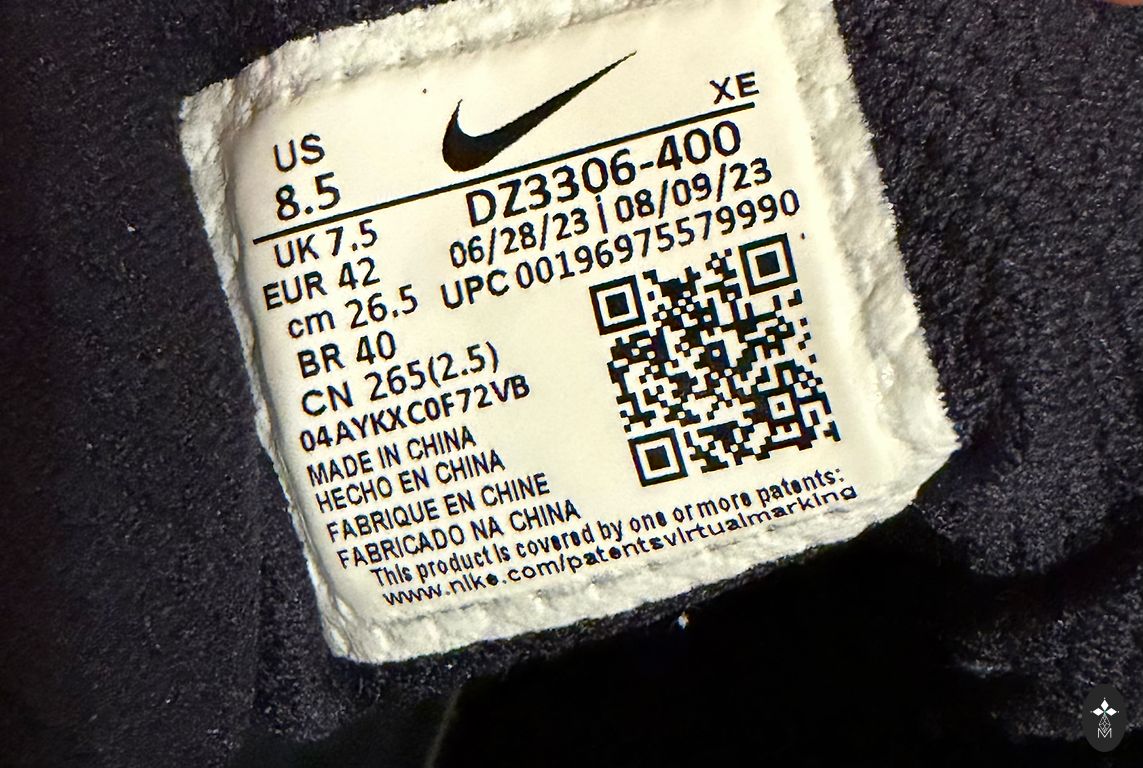 XE
US
8.5
DZ3306-400
06/28/23 | 08/09/23
UPC 00196975579990
UK 7.5
EUR 42
cm 26.5
BR 40
CN 265(2.5)
04AYKXC0F72VB
MADE IN CHINA
HECHO EN CHINA
FABRIQUE EN CHINE
FABRICADO NA CHINA
This product is covered by one or more patents:
www.nike.com/patentsvirtualmarking
M